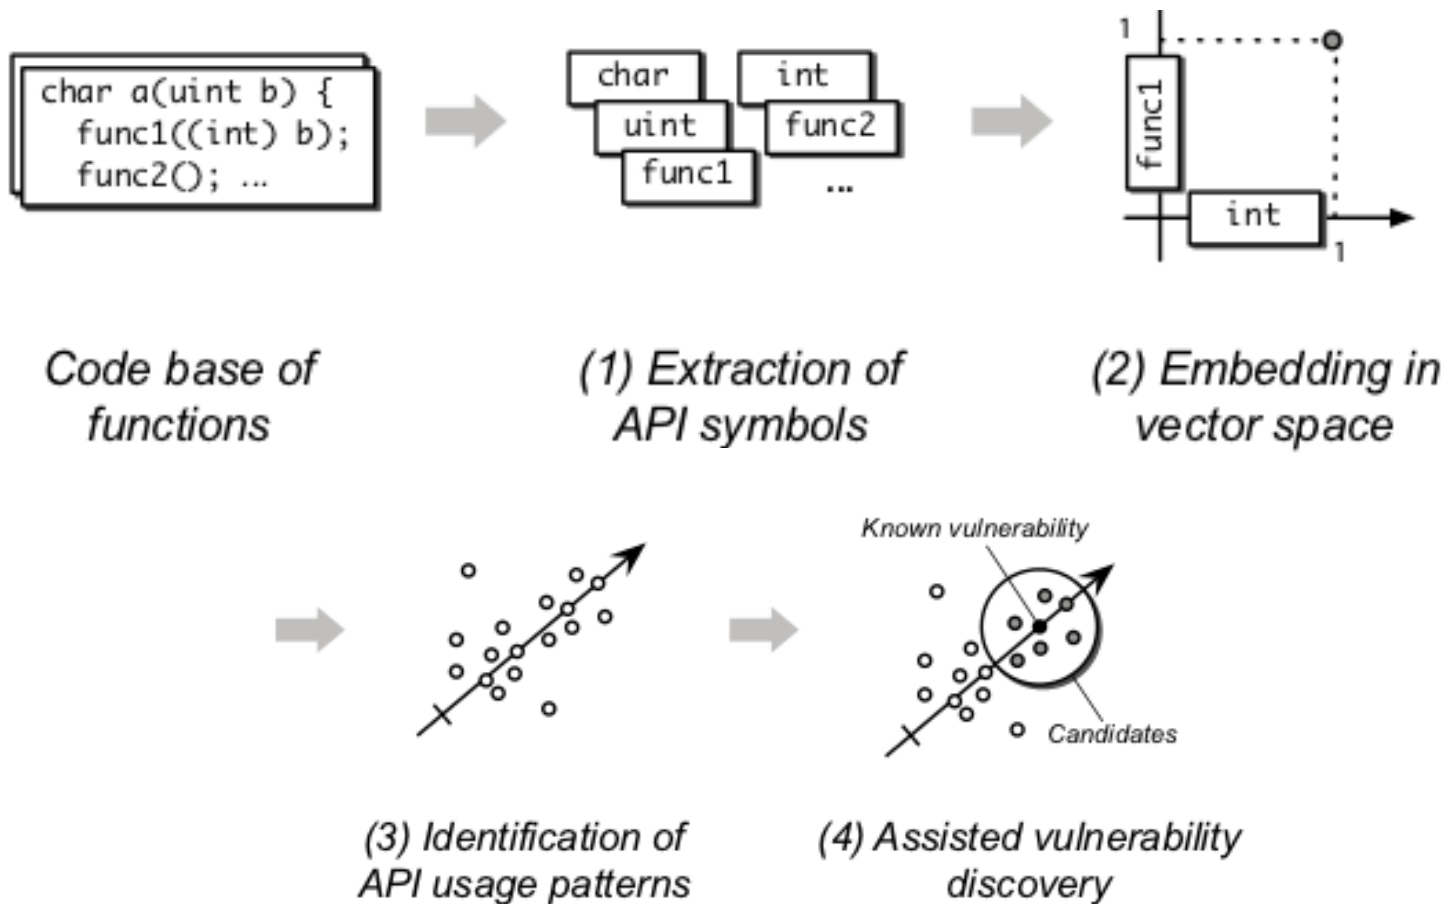 char a(uint b) {
func1((int) b);
func2(); ...
char
uint
func1
int
func2
...
1
func1
int
1
Code base of
functions
(1) Extraction of
API symbols
(2) Embedding in
vector space
Known vulnerability
Candidates
(3) Identification of
API usage patterns
(4) Assisted vulnerability
discovery